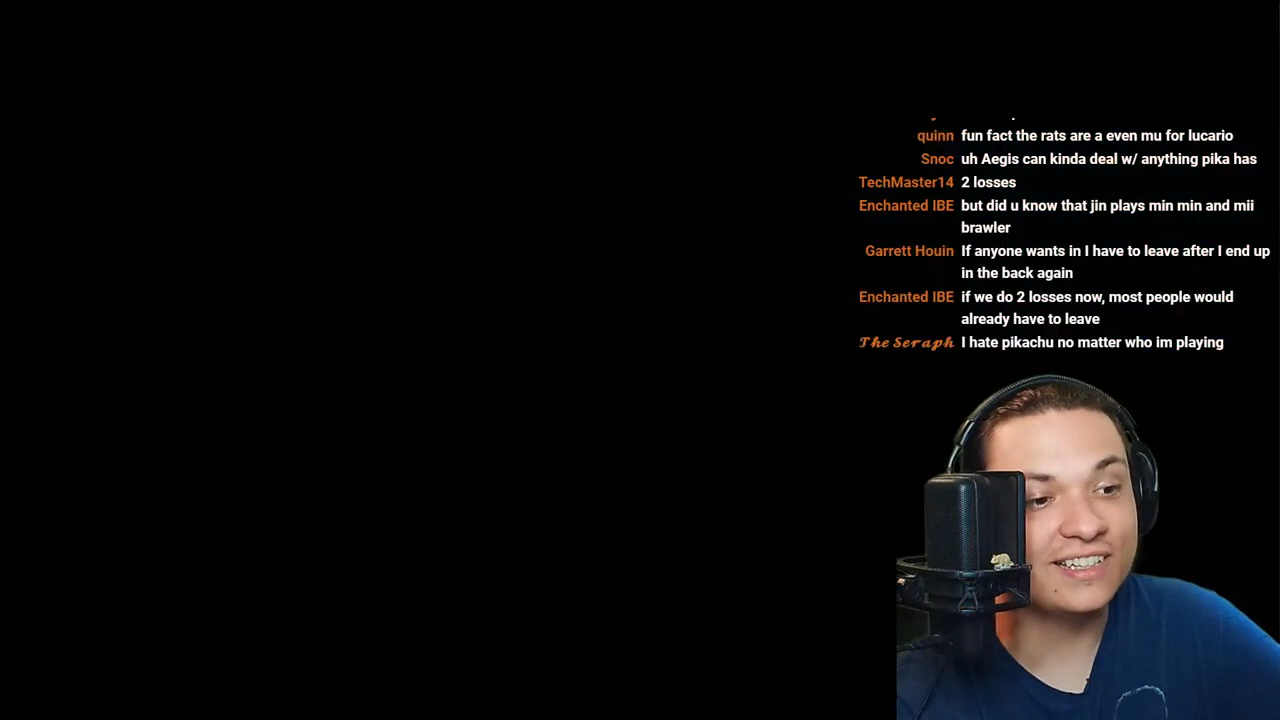 quinn fun fact the rats are a even mu for lucario
Snoc uh Aegis can kinda deal w/ anything pika has
TechMaster14 2 losses
Enchanted IBE but did u know that jin plays min min and mii
brawler
Garrett Houin If anyone wants in I have to leave after I end up
in the back again
Enchanted IBE if we do 2 losses now, most people would
already have to leave
𝓣𝓱𝓮 𝓢𝓮𝓻𝓪𝓹𝓱 I hate pikachu no matter who im playing